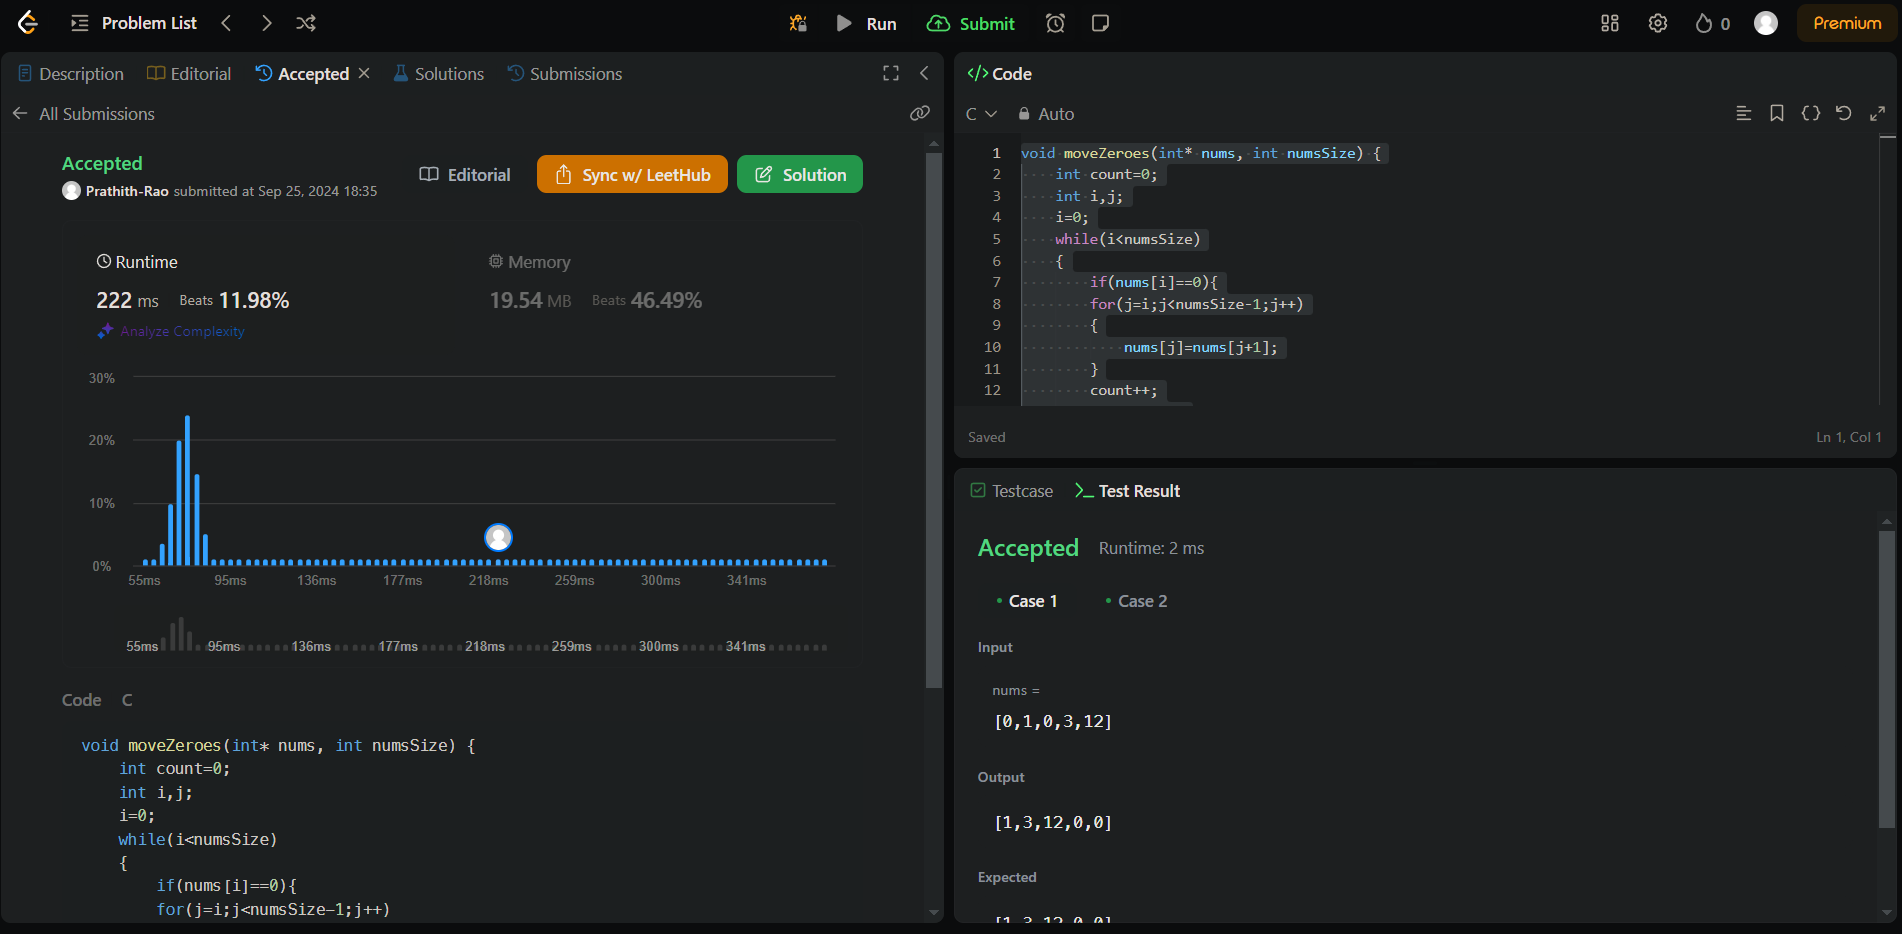 Problem List
Run
Submit
0
Premium
Description
Editorial
Accepted
Solutions
Submissions
All Submissions
Accepted
Prathith-Rao submitted at Sep 25, 2024 18:35
Editorial
Sync w/ LeetHub
Solution
Runtime
222 ms Beats 11.98%
Analyze Complexity
Memory
19.54 MB Beats 46.49%
30%
20%
10%
0%
55ms 95ms 136ms 177ms 218ms 259ms 300ms 341ms
55ms 95ms 136ms 177ms 218ms 259ms 300ms 341ms
Code C
void moveZeroes(int* nums, int numsSize) {
    int count=0;
    int i,j;
    i=0;
    while(i<numsSize)
    {
        if(nums[i]==0){
        for(j=i;j<numsSize-1;j++)
</> Code
C
Auto
1 void moveZeroes(int* nums, int numsSize) {
2     int count=0;
3     int i,j;
4     i=0;
5     while(i<numsSize)
6     {
7         if(nums[i]==0){
8         for(j=i;j<numsSize-1;j++)
9         {
10             nums[j]=nums[j+1];
11         }
12         count++;
Saved
Ln 1, Col 1
Testcase
Test Result
Accepted Runtime: 2 ms
Case 1
Case 2
Input
nums =
[0,1,0,3,12]
Output
[1,3,12,0,0]
Expected
[1,3,12,0,0]